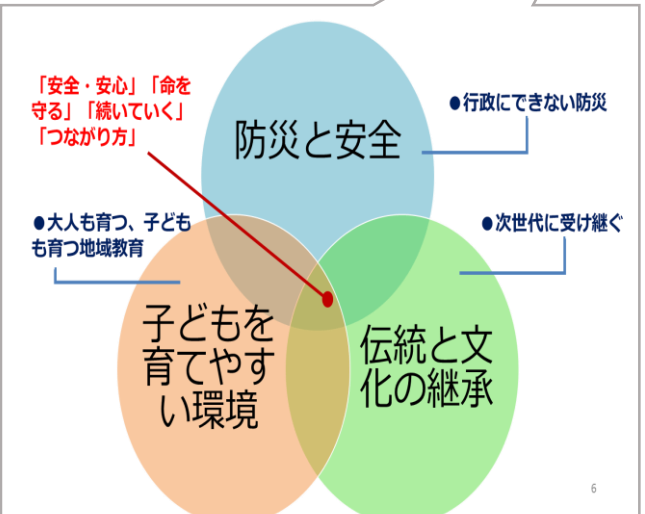 「安全・安心」「命を
守る」「続いていく」
「つながり方」
防災と安全
●行政にできない防災
●大人も育つ、子ども
も育つ地域教育
●次世代に受け継ぐ
子どもを
育てやす
い環境
伝統と文
化の継承
6